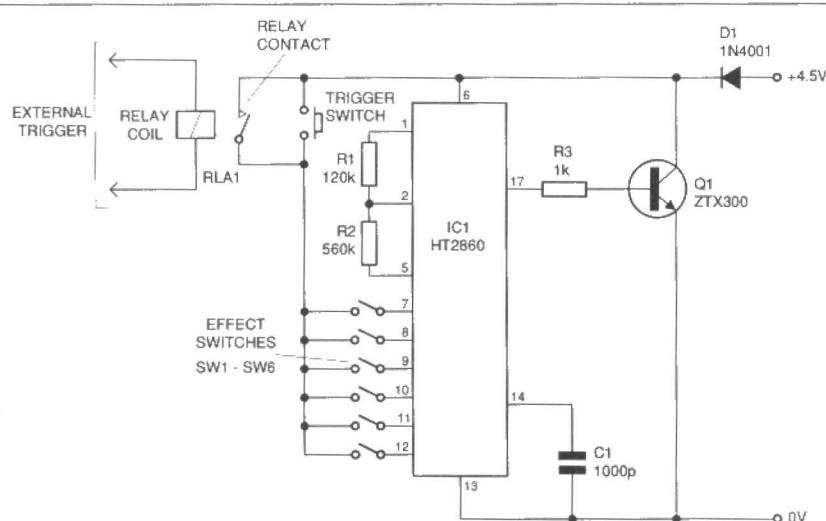 RELAY
CONTACT
D1
1N4001
+4.5V
EXTERNAL
TRIGGER
RELAY
COIL
RLA1
TRIGGER
SWITCH
6
1
R1
120k
2
R2
560k
5
IC1
HT2860
17
R3
1k
Q1
ZTX300
7
8
9
10
11
12
EFFECT
SWITCHES
SW1 - SW6
14
C1
1000p
13
0V